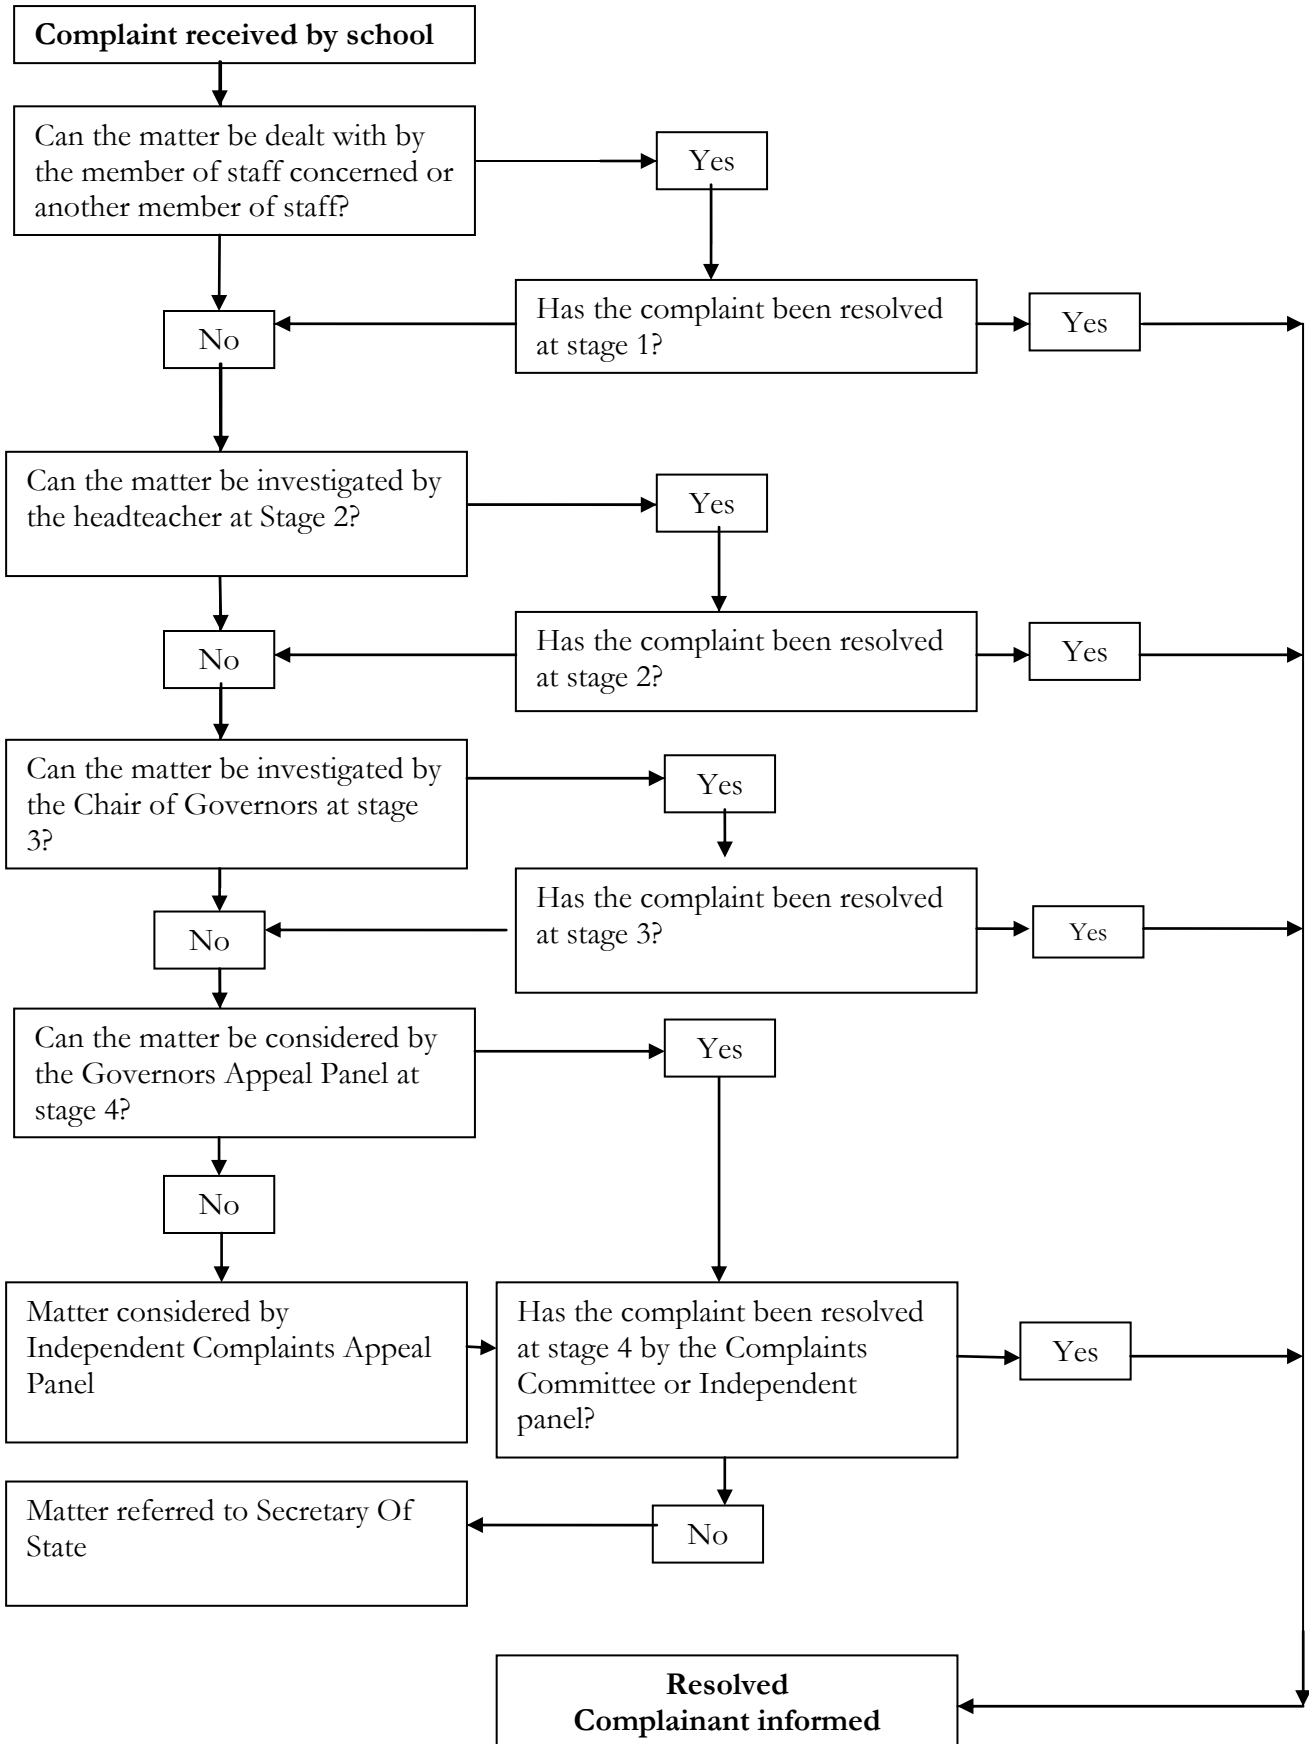 Complaint received by school
Can the matter be dealt with by
the member of staff concerned or
another member of staff?
Yes
Has the complaint been resolved
at stage 1?
Yes
No
Can the matter be investigated by
the headteacher at Stage 2?
Yes
Has the complaint been resolved
at stage 2?
Yes
No
Can the matter be investigated by
the Chair of Governors at stage
3?
Yes
Has the complaint been resolved
at stage 3?
Yes
No
Can the matter be considered by
the Governors Appeal Panel at
stage 4?
Yes
No
Matter considered by
Independent Complaints Appeal
Panel
Has the complaint been resolved
at stage 4 by the Complaints
Committee or Independent
panel?
Yes
No
Matter referred to Secretary Of
State
Resolved
Complainant informed